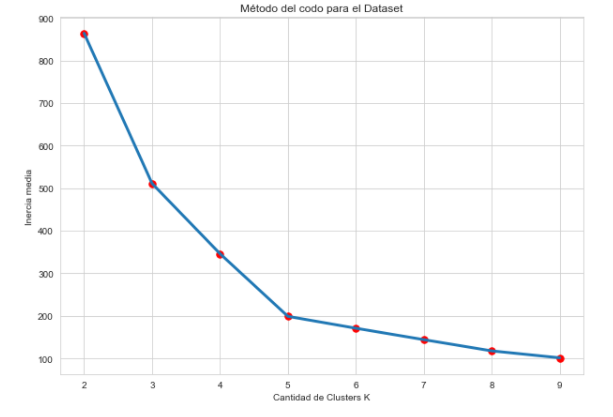 Método del codo para el Dataset
900
800
700
600
500
400
300
200
100
Inercia media
2 3 4 5 6 7 8 9
Cantidad de Clusters K